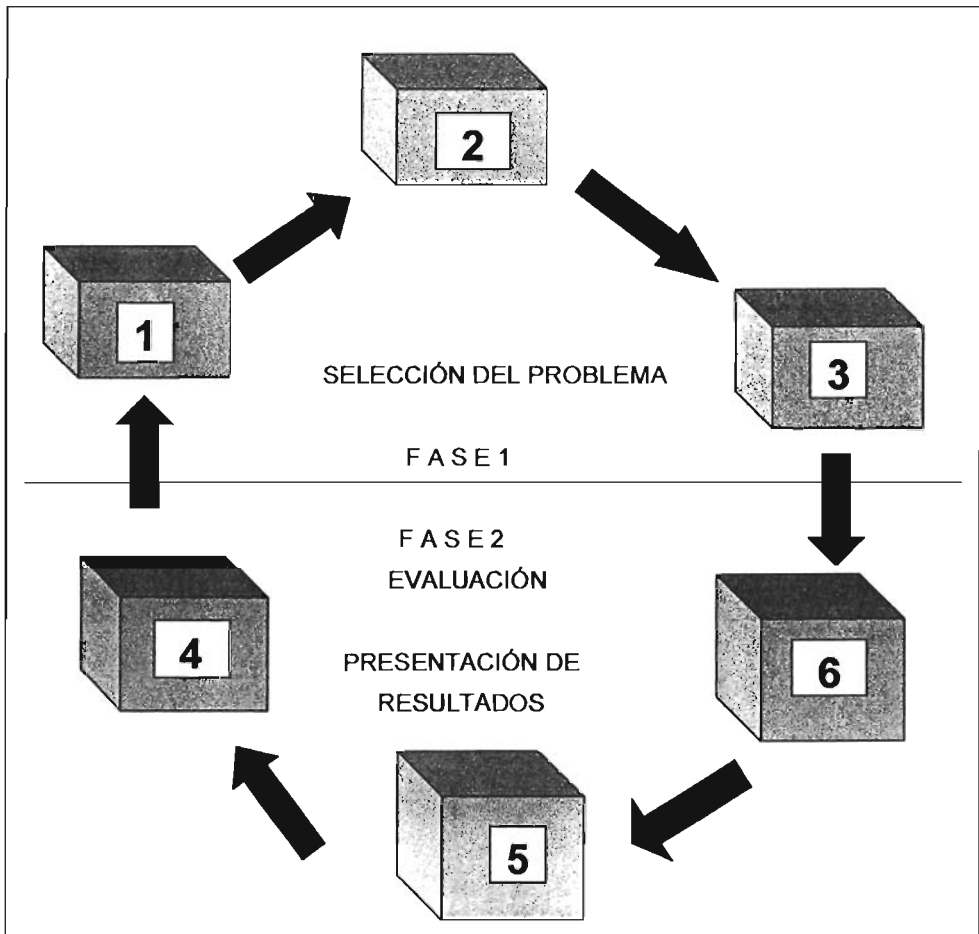 2
1
3
SELECCIÓN DEL PROBLEMA
F A S E 1
F A S E 2
EVALUACIÓN
4
6
PRESENTACIÓN DE
RESULTADOS
5